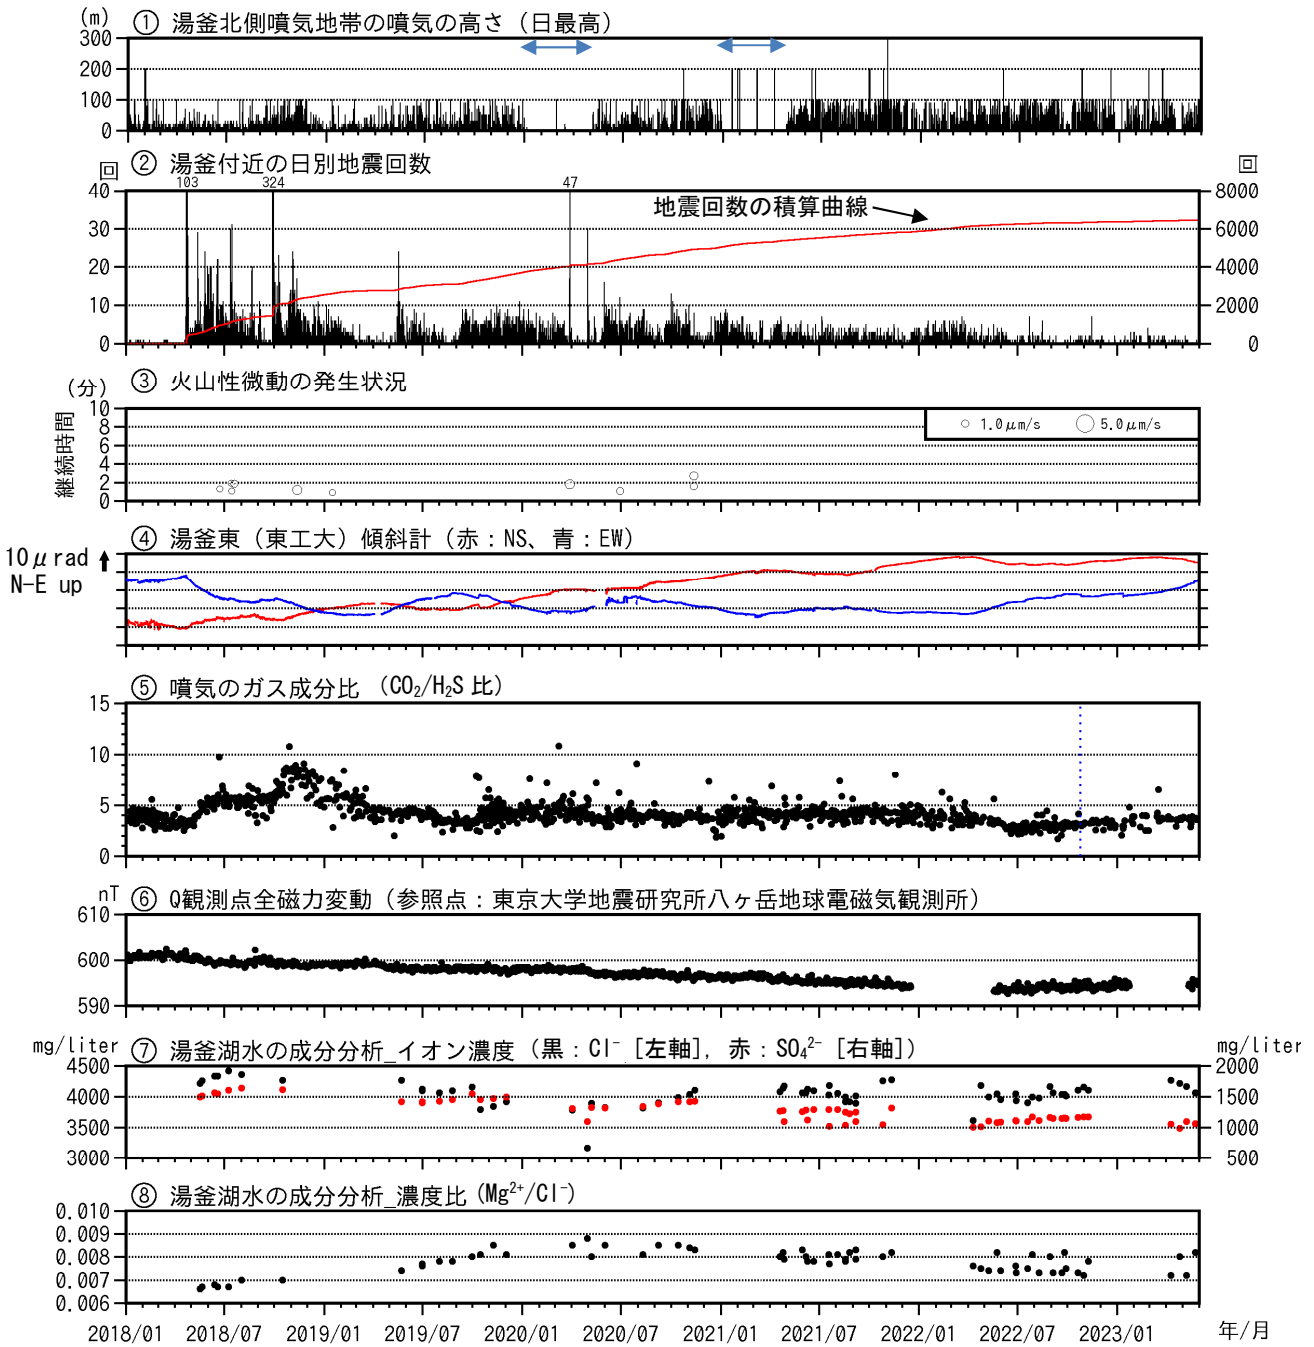 (m) ① 湯釜北側噴気地帯の噴気の高さ（日最高）
300
200
100
0
回 ② 湯釜付近の日別地震回数 回
103 324 47
40 8000
地震回数の積算曲線
30 6000
20 4000
10 2000
0 0
(分) ③ 火山性微動の発生状況
継続時間
10
8
6
4
2
0
1.0μm/s 5.0μm/s
④ 湯釜東（東工大）傾斜計（赤：NS、青：EW）
10μrad
N-E up
⑤ 噴気のガス成分比 （CO₂/H₂S 比）
15
10
5
0
nT ⑥ Q観測点全磁力変動（参照点：東京大学地震研究所八ヶ岳地球電磁気観測所）
610
600
590
mg/liter ⑦ 湯釜湖水の成分分析_イオン濃度（黒：Cl⁻ [左軸]，赤：SO₄²⁻ [右軸]） mg/liter
4500 2000
4000 1500
3500 1000
3000 500
⑧ 湯釜湖水の成分分析_濃度比（Mg²⁺/Cl⁻）
0.010
0.009
0.008
0.007
0.006
2018/01 2018/07 2019/01 2019/07 2020/01 2020/07 2021/01 2021/07 2022/01 2022/07 2023/01 年/月